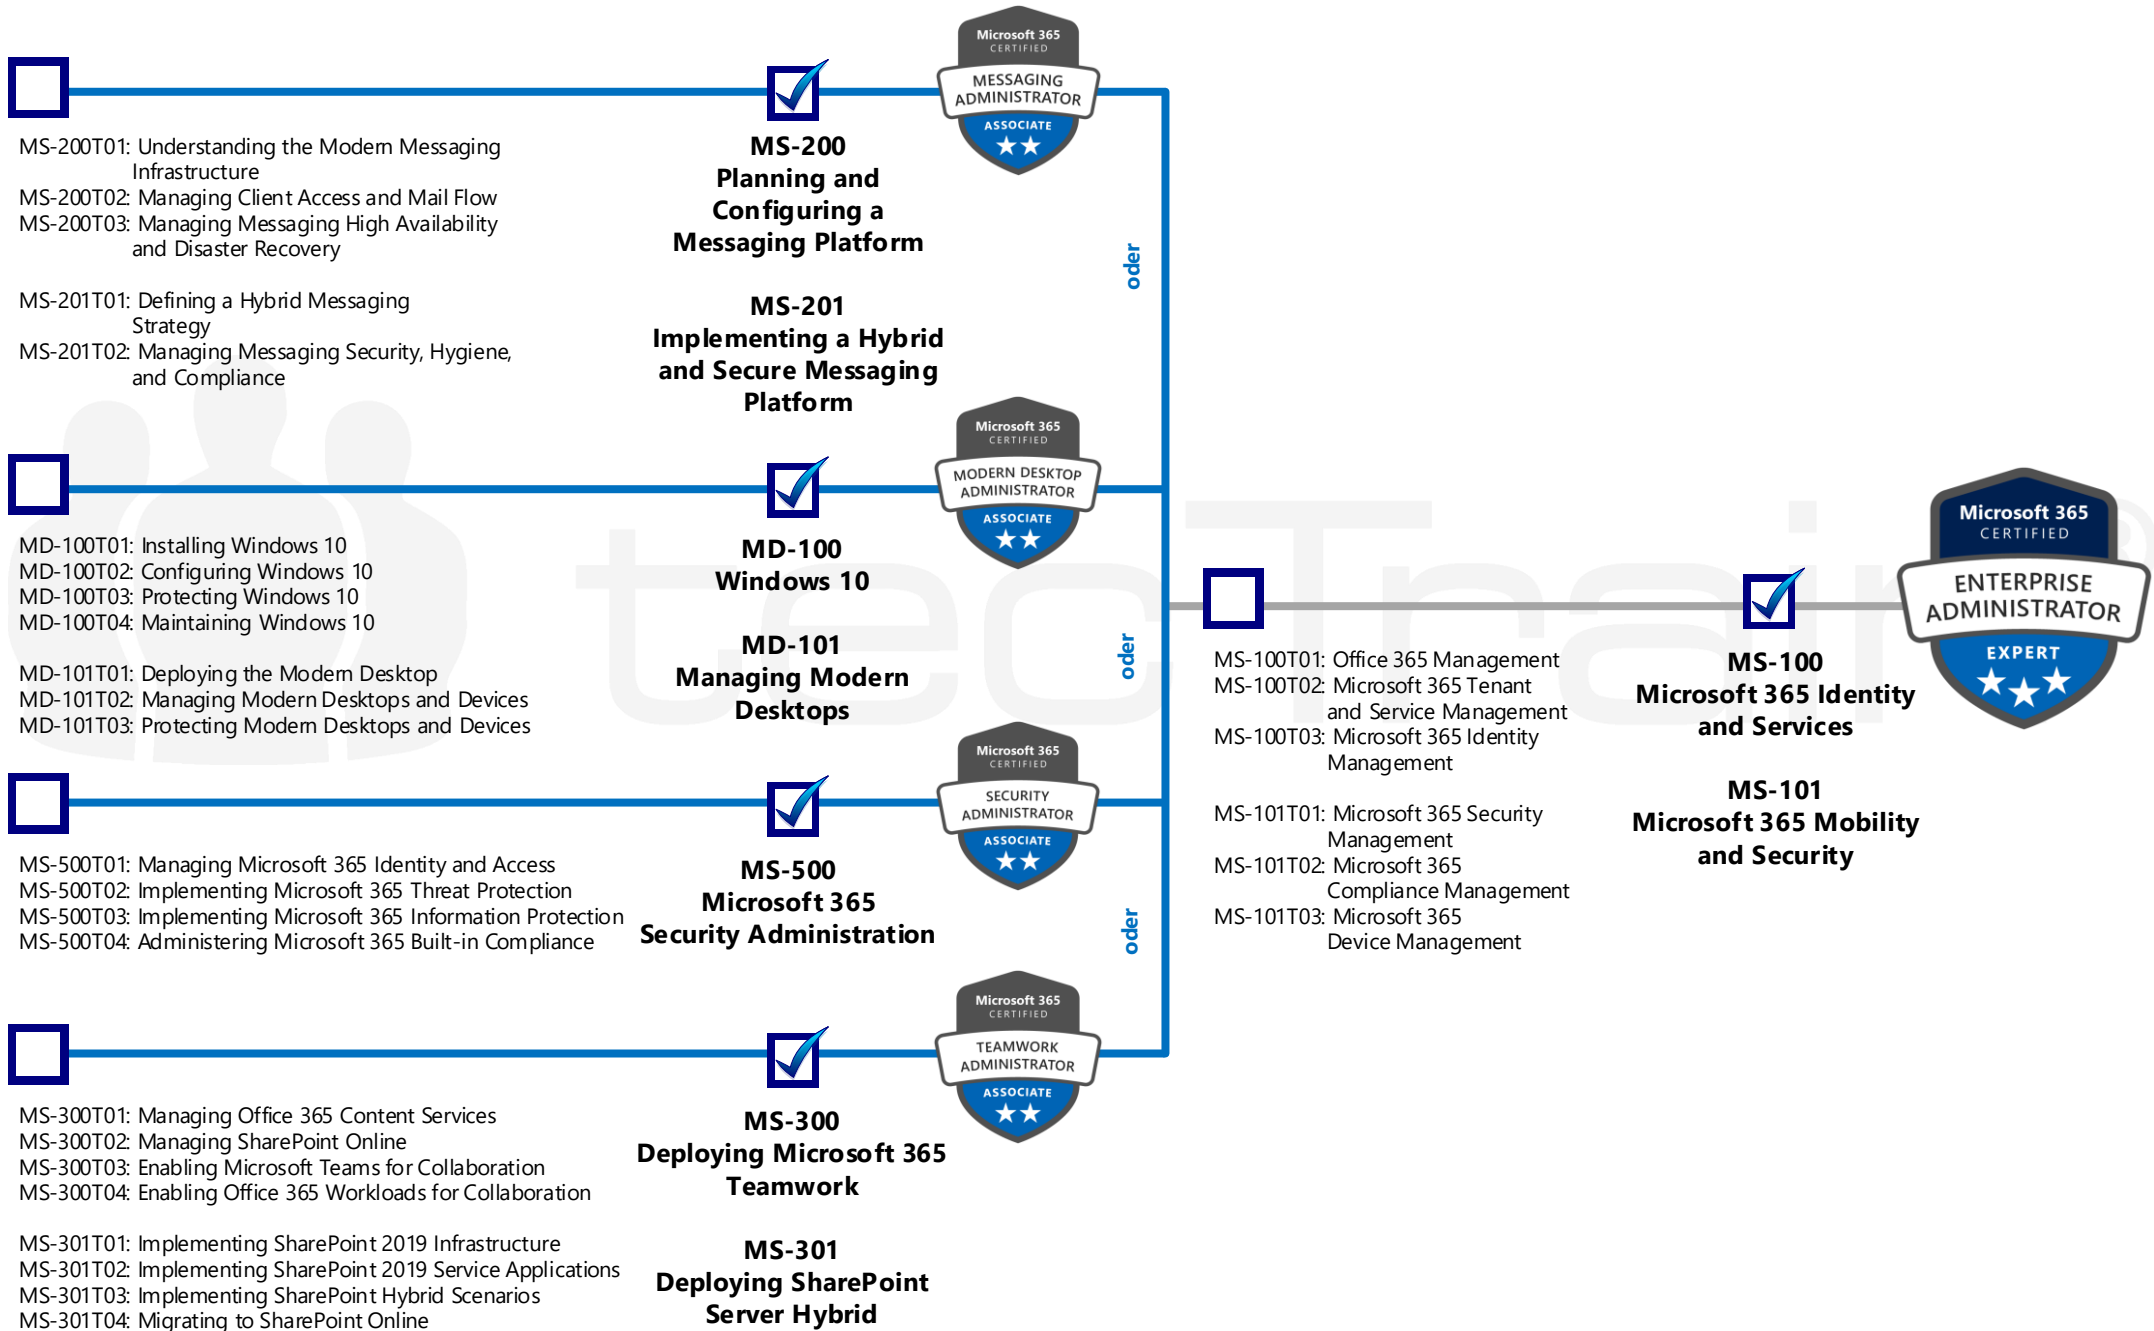 Microsoft 365
CERTIFIED
MESSAGING
ADMINISTRATOR
ASSOCIATE
MS-200T01: Understanding the Modern Messaging
Infrastructure
MS-200T02: Managing Client Access and Mail Flow
MS-200T03: Managing Messaging High Availability
and Disaster Recovery
MS-201T01: Defining a Hybrid Messaging
Strategy
MS-201T02: Managing Messaging Security, Hygiene,
and Compliance
MS-200
Planning and
Configuring a
Messaging Platform
MS-201
Implementing a Hybrid
and Secure Messaging
Platform
oder
Microsoft 365
CERTIFIED
MODERN DESKTOP
ADMINISTRATOR
ASSOCIATE
MD-100T01: Installing Windows 10
MD-100T02: Configuring Windows 10
MD-100T03: Protecting Windows 10
MD-100T04: Maintaining Windows 10
MD-101T01: Deploying the Modern Desktop
MD-101T02: Managing Modern Desktops and Devices
MD-101T03: Protecting Modern Desktops and Devices
MD-100
Windows 10
MD-101
Managing Modern
Desktops
oder
Microsoft 365
CERTIFIED
SECURITY
ADMINISTRATOR
ASSOCIATE
MS-500T01: Managing Microsoft 365 Identity and Access
MS-500T02: Implementing Microsoft 365 Threat Protection
MS-500T03: Implementing Microsoft 365 Information Protection
MS-500T04: Administering Microsoft 365 Built-in Compliance
MS-500
Microsoft 365
Security Administration
oder
Microsoft 365
CERTIFIED
TEAMWORK
ADMINISTRATOR
ASSOCIATE
MS-300T01: Managing Office 365 Content Services
MS-300T02: Managing SharePoint Online
MS-300T03: Enabling Microsoft Teams for Collaboration
MS-300T04: Enabling Office 365 Workloads for Collaboration
MS-301T01: Implementing SharePoint 2019 Infrastructure
MS-301T02: Implementing SharePoint 2019 Service Applications
MS-301T03: Implementing SharePoint Hybrid Scenarios
MS-301T04: Migrating to SharePoint Online
MS-300
Deploying Microsoft 365
Teamwork
MS-301
Deploying SharePoint
Server Hybrid
MS-100T01: Office 365 Management
MS-100T02: Microsoft 365 Tenant
and Service Management
MS-100T03: Microsoft 365 Identity
Management
MS-101T01: Microsoft 365 Security
Management
MS-101T02: Microsoft 365
Compliance Management
MS-101T03: Microsoft 365
Device Management
MS-100
Microsoft 365 Identity
and Services
MS-101
Microsoft 365 Mobility
and Security
Microsoft 365
CERTIFIED
ENTERPRISE
ADMINISTRATOR
EXPERT
tecTrain®